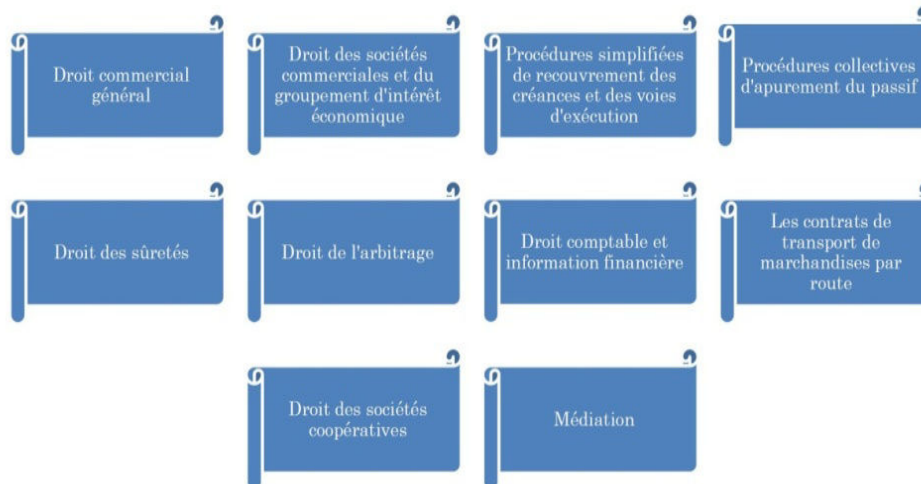 Droit commercial
général
Droit des sociétés
commerciales et du
groupement d'intérêt
économique
Procédures simplifiées
de recouvrement des
créances et des voies
d'exécution
Procédures collectives
d'apurement du passif
Droit des sûretés
Droit de l'arbitrage
Droit comptable et
information financière
Les contrats de
transport de
marchandises par
route
Droit des sociétés
coopératives
Médiation